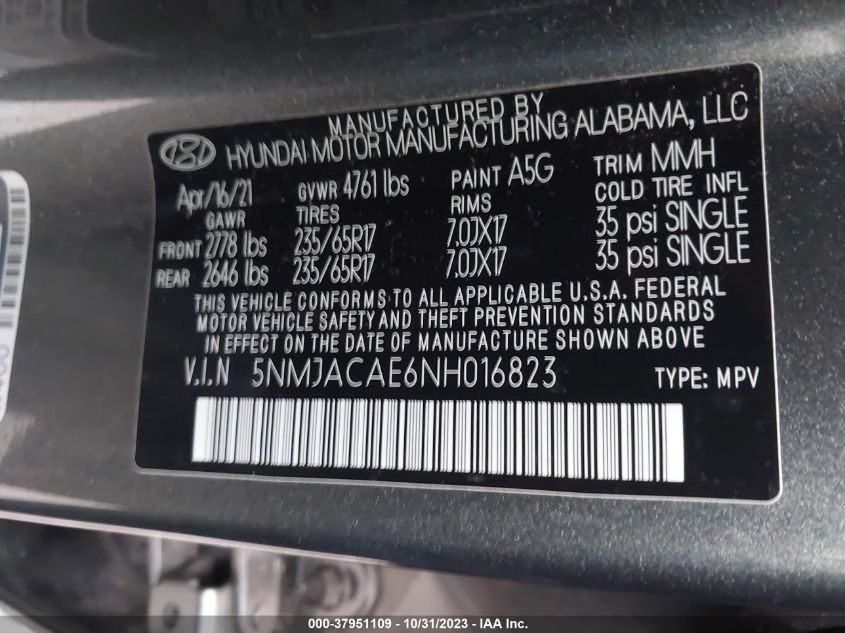 MANUFACTURED BY
HYUNDAI MOTOR MANUFACTURING ALABAMA, LLC
Apr/16/21 GVWR 4761 lbs PAINT A5G TRIM MMH
GAWR TIRES RIMS COLD TIRE INFL
FRONT 2778 lbs 235/65R17 7.0JX17 35 psi SINGLE
REAR 2646 lbs 235/65R17 7.0JX17 35 psi SINGLE
THIS VEHICLE CONFORMS TO ALL APPLICABLE U.S.A. FEDERAL
MOTOR VEHICLE SAFETY AND THEFT PREVENTION STANDARDS
IN EFFECT ON THE DATE OF MANUFACTURE SHOWN ABOVE.
V.I.N 5NMJACAE6NH016823 TYPE: MPV
000-37951109 - 10/31/2023 - IAA Inc.